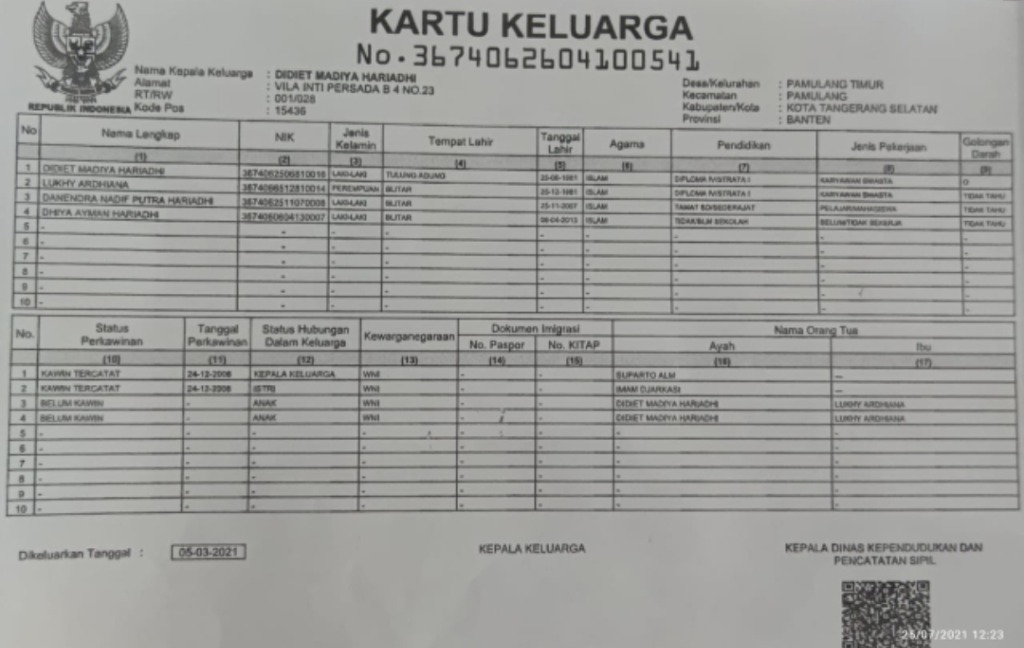 KARTU KELUARGA
No.3674062604100541
REPUBLIK INDONESIA
Nama Kepala Keluarga : DIDIET MADIYA HARIADHI
Alamat : VILA INTI PERSADA B 4 NO.23
RT/RW : 001/028
Kode Pos : 15436
Desa/Kelurahan : PAMULANG TIMUR
Kecamatan : PAMULANG
Kabupaten/Kota : KOTA TANGERANG SELATAN
Provinsi : BANTEN
No Nama Lengkap NIK Jenis Kelamin Tempat Lahir Tanggal Lahir Agama Pendidikan Jenis Pekerjaan Golongan Darah
(1) (2) (3) (4) (5) (6) (7) (8) (9)
1 DIDIET MADIYA HARIADHI LAKI-LAKI TULUNG AGUNG 25-06-1981 ISLAM DIPLOMA IV/STRATA I KARYAWAN SWASTA O
2 LUKHY ARDHIANA PEREMPUAN BLITAR 25-12-1981 ISLAM DIPLOMA IV/STRATA I KARYAWAN SWASTA TIDAK TAHU
3 DANENDRA NADIF PUTRA HARIADHI LAKI-LAKI BLITAR 25-11-2007 ISLAM TAMAT SD/SEDERAJAT PELAJAR/MAHASISWA TIDAK TAHU
4 DHIYA AYMAN HARIADHI LAKI-LAKI BLITAR 06-04-2013 ISLAM TIDAK/BLM SEKOLAH BELUM/TIDAK BEKERJA TIDAK TAHU
5 - - - - - - - - -
6 - - - - - - - - -
7 - - - - - - - - -
8 - - - - - - - - -
9 - - - - - - - - -
10 - - - - - - - - -
No. Status Perkawinan Tanggal Perkawinan Status Hubungan Dalam Keluarga Kewarganegaraan Dokumen Imigrasi Nama Orang Tua
No. Paspor No. KITAP Ayah Ibu
(10) (11) (12) (13) (14) (15) (16) (17)
1 KAWIN TERCATAT KEPALA KELUARGA WNI - - SUPARTO ALM ---
2 KAWIN TERCATAT ISTRI WNI - - IMAM DJARKASI ---
3 BELUM KAWIN - ANAK WNI - - DIDIET MADIYA HARIADHI LUKHY ARDHIANA
4 BELUM KAWIN - ANAK WNI - - DIDIET MADIYA HARIADHI LUKHY ARDHIANA
5 - - - - - - - -
6 - - - - - - - -
7 - - - - - - - -
8 - - - - - - - -
9 - - - - - - - -
10 - - - - - - - -
Dikeluarkan Tanggal : 05-03-2021
KEPALA KELUARGA
KEPALA DINAS KEPENDUDUKAN DAN
PENCATATAN SIPIL
25/07/2021 12:23